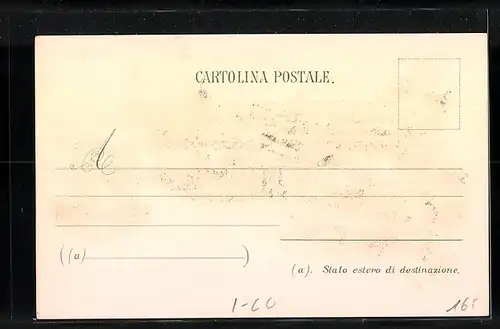 CARTOLINA POSTALE.
A
((a) )
(a). Stato estero di destinazione.
1-60
165